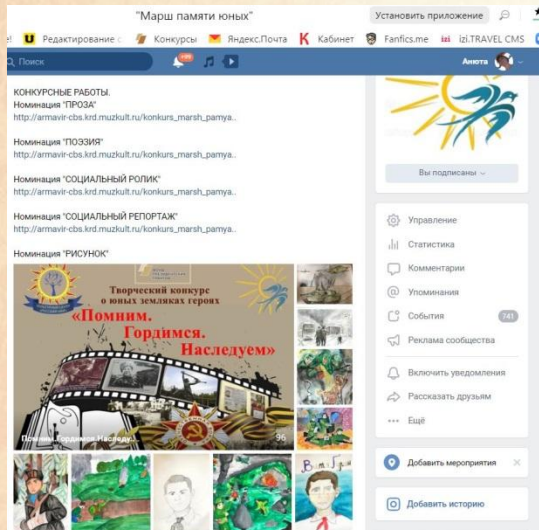 "Марш памяти юных"
Установить приложение
Редактирование с
Конкурсы
Яндекс.Почта
Кабинет
Fanfics.me
izi.TRAVEL CMS
Поиск
+99
Анюта
КОНКУРСНЫЕ РАБОТЫ.
Номинация "ПРОЗА"
http://armavir-cbs.krd.muzkult.ru/konkurs_marsh_pamya..
Номинация "ПОЭЗИЯ"
http://armavir-cbs.krd.muzkult.ru/konkurs_marsh_pamya..
Номинация "СОЦИАЛЬНЫЙ РОЛИК"
http://armavir-cbs.krd.muzkult.ru/konkurs_marsh_pamya..
Номинация "СОЦИАЛЬНЫЙ РЕПОРТАЖ"
http://armavir-cbs.krd.muzkult.ru/konkurs_marsh_pamya..
Номинация "РИСУНОК"
Творческий конкурс
о юных земляках героях
«Помним.
Гордимся.
Наследуем»
Помним.Гордимся.Наследу...
96
Вы подписаны
Управление
Статистика
Комментарии
Упоминания
События
741
Реклама сообщества
Включить уведомления
Рассказать друзьям
Ещё
Добавить мероприятие
Добавить историю